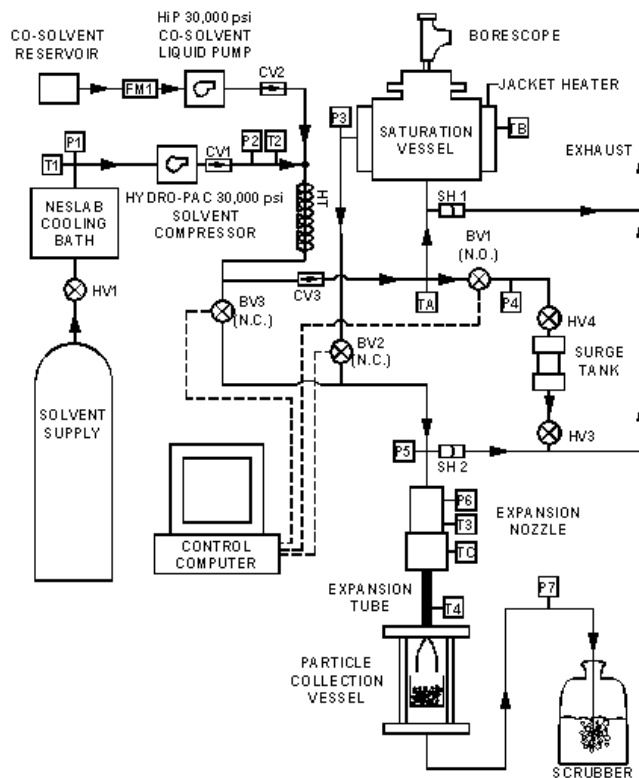 HiP 30,000 psi
CO-SOLVENT
LIQUID PUMP
CO-SOLVENT
RESERVOIR
FM1
CV2
BORESCOPE
JACKET HEATER
P3
SATURATION
VESSEL
TB
P1
T1
P2
T2
CV1
HYDRO-PAC 30,000 psi
SOLVENT
COMPRESSOR
HT
EXHAUST
NESLAB
COOLING
BATH
SH 1
BV1
(N.O.)
HV1
CV3
TA
P4
BV3
(N.C.)
BV2
(N.C.)
HV4
SURGE
TANK
SOLVENT
SUPPLY
HV3
P5
SH 2
P6
T3
TC
EXPANSION
NOZZLE
CONTROL
COMPUTER
EXPANSION
TUBE
T4
P7
PARTICLE
COLLECTION
VESSEL
SCRUBBER